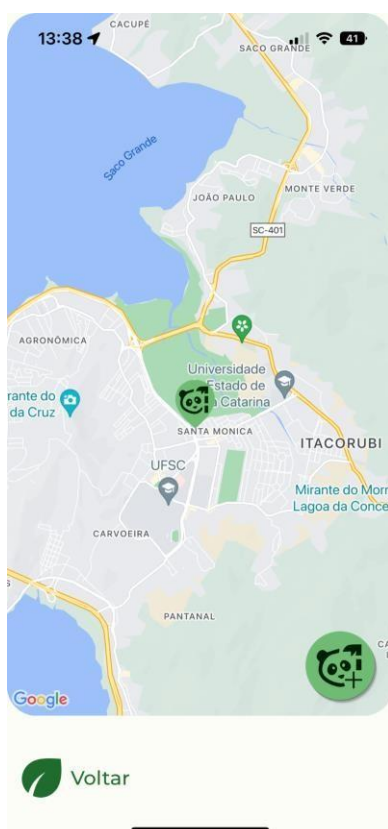 CACUPÉ
13:38
SACO GRANDE
41
Saco Grande
JOÃO PAULO
MONTE VERDE
SC-401
AGRONÔMICA
Universidade
Estado de
Catarina
rante do
da Cruz
SANTA MONICA
ITACORUBI
UFSC
Mirante do Morr
Lagoa da Conce
CARVOEIRA
PANTANAL
Google
Voltar